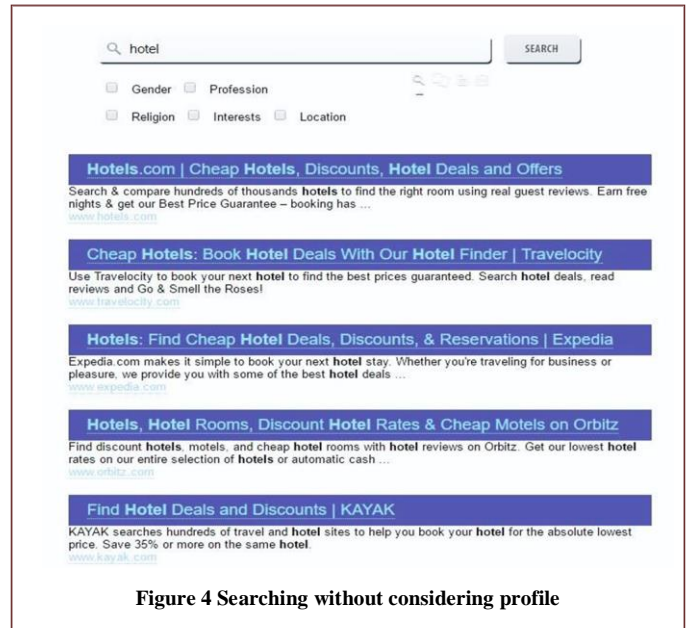 hotel
SEARCH
Gender Profession
Religion Interests Location
Hotels.com | Cheap Hotels, Discounts, Hotel Deals and Offers
Search & compare hundreds of thousands hotels to find the right room using real guest reviews. Earn free
nights & get our Best Price Guarantee – booking has ...
www.hotels.com
Cheap Hotels: Book Hotel Deals With Our Hotel Finder | Travelocity
Use Travelocity to book your next hotel to find the best prices guaranteed. Search hotel deals, read
reviews and Go & Smell the Roses!
www.travelocity.com
Hotels: Find Cheap Hotel Deals, Discounts, & Reservations | Expedia
Expedia.com makes it simple to book your next hotel stay. Whether you're traveling for business or
pleasure, we provide you with some of the best hotel deals ...
www.expedia.com
Hotels, Hotel Rooms, Discount Hotel Rates & Cheap Motels on Orbitz
Find discount hotels, motels, and cheap hotel rooms with hotel reviews on Orbitz. Get our lowest hotel
rates on our entire selection of hotels or automatic cash ...
www.orbitz.com
Find Hotel Deals and Discounts | KAYAK
KAYAK searches hundreds of travel and hotel sites to help you book your hotel for the absolute lowest
price. Save 35% or more on the same hotel.
www.kayak.com
Figure 4 Searching without considering profile